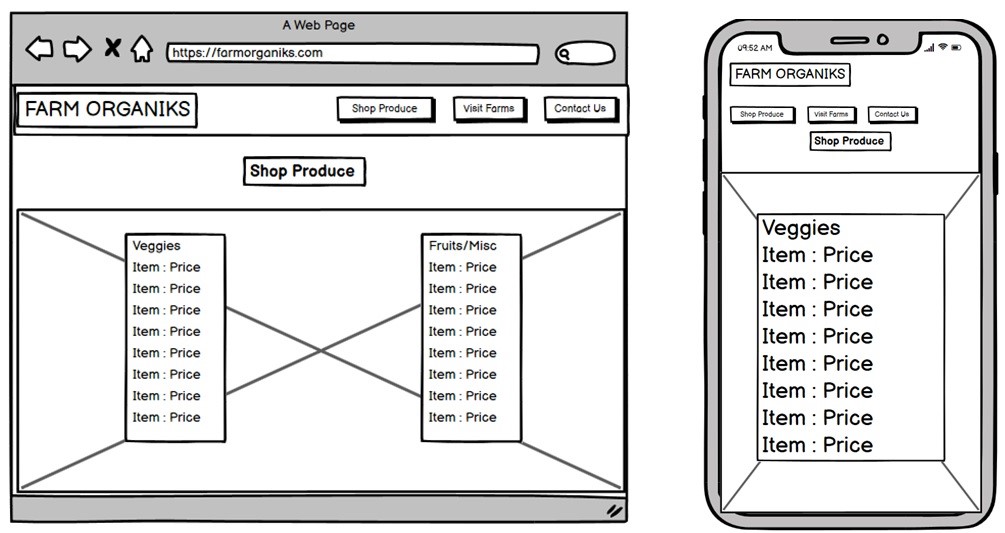 A Web Page
https://farmorganiks.com
FARM ORGANIKS
Shop Produce Visit Farms Contact Us
Shop Produce
Veggies
Item : Price
Item : Price
Item : Price
Item : Price
Item : Price
Item : Price
Item : Price
Item : Price
Fruits/Misc
Item : Price
Item : Price
Item : Price
Item : Price
Item : Price
Item : Price
Item : Price
Item : Price
09:52 AM
FARM ORGANIKS
Shop Produce Visit Farms Contact Us
Shop Produce
Veggies
Item : Price
Item : Price
Item : Price
Item : Price
Item : Price
Item : Price
Item : Price
Item : Price